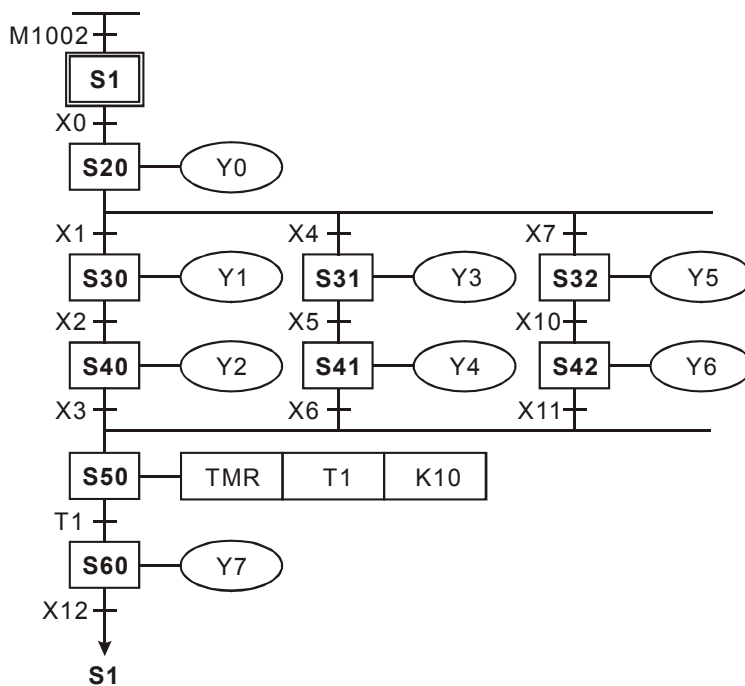 M1002
S1
X0
S20 Y0
X1 X4 X7
S30 Y1 S31 Y3 S32 Y5
X2 X5 X10
S40 Y2 S41 Y4 S42 Y6
X3 X6 X11
S50 TMR T1 K10
T1
S60 Y7
X12
S1